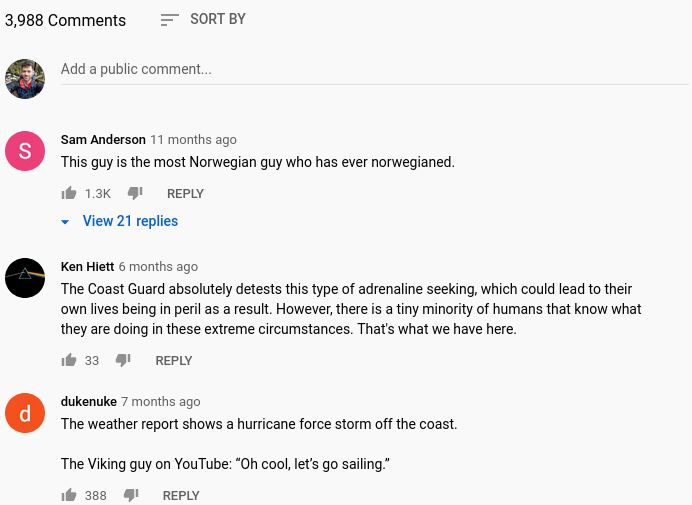 3,988 Comments SORT BY
Add a public comment...
S
Sam Anderson 11 months ago
This guy is the most Norwegian guy who has ever norwegianed.
1.3K REPLY
View 21 replies
Ken Hiett 6 months ago
The Coast Guard absolutely detests this type of adrenaline seeking, which could lead to their
own lives being in peril as a result. However, there is a tiny minority of humans that know what
they are doing in these extreme circumstances. That's what we have here.
33 REPLY
d
dukenuke 7 months ago
The weather report shows a hurricane force storm off the coast.
The Viking guy on YouTube: “Oh cool, let’s go sailing.”
388 REPLY